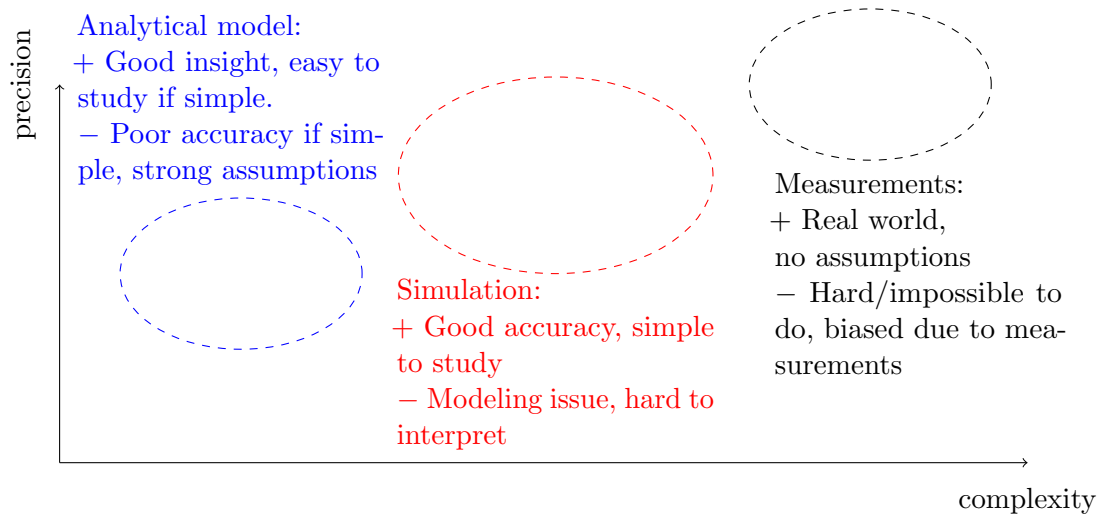 precision
Analytical model:
+ Good insight, easy to
study if simple.
− Poor accuracy if sim-
ple, strong assumptions
Simulation:
+ Good accuracy, simple
to study
− Modeling issue, hard to
interpret
Measurements:
+ Real world,
no assumptions
− Hard/impossible to
do, biased due to mea-
surements
complexity